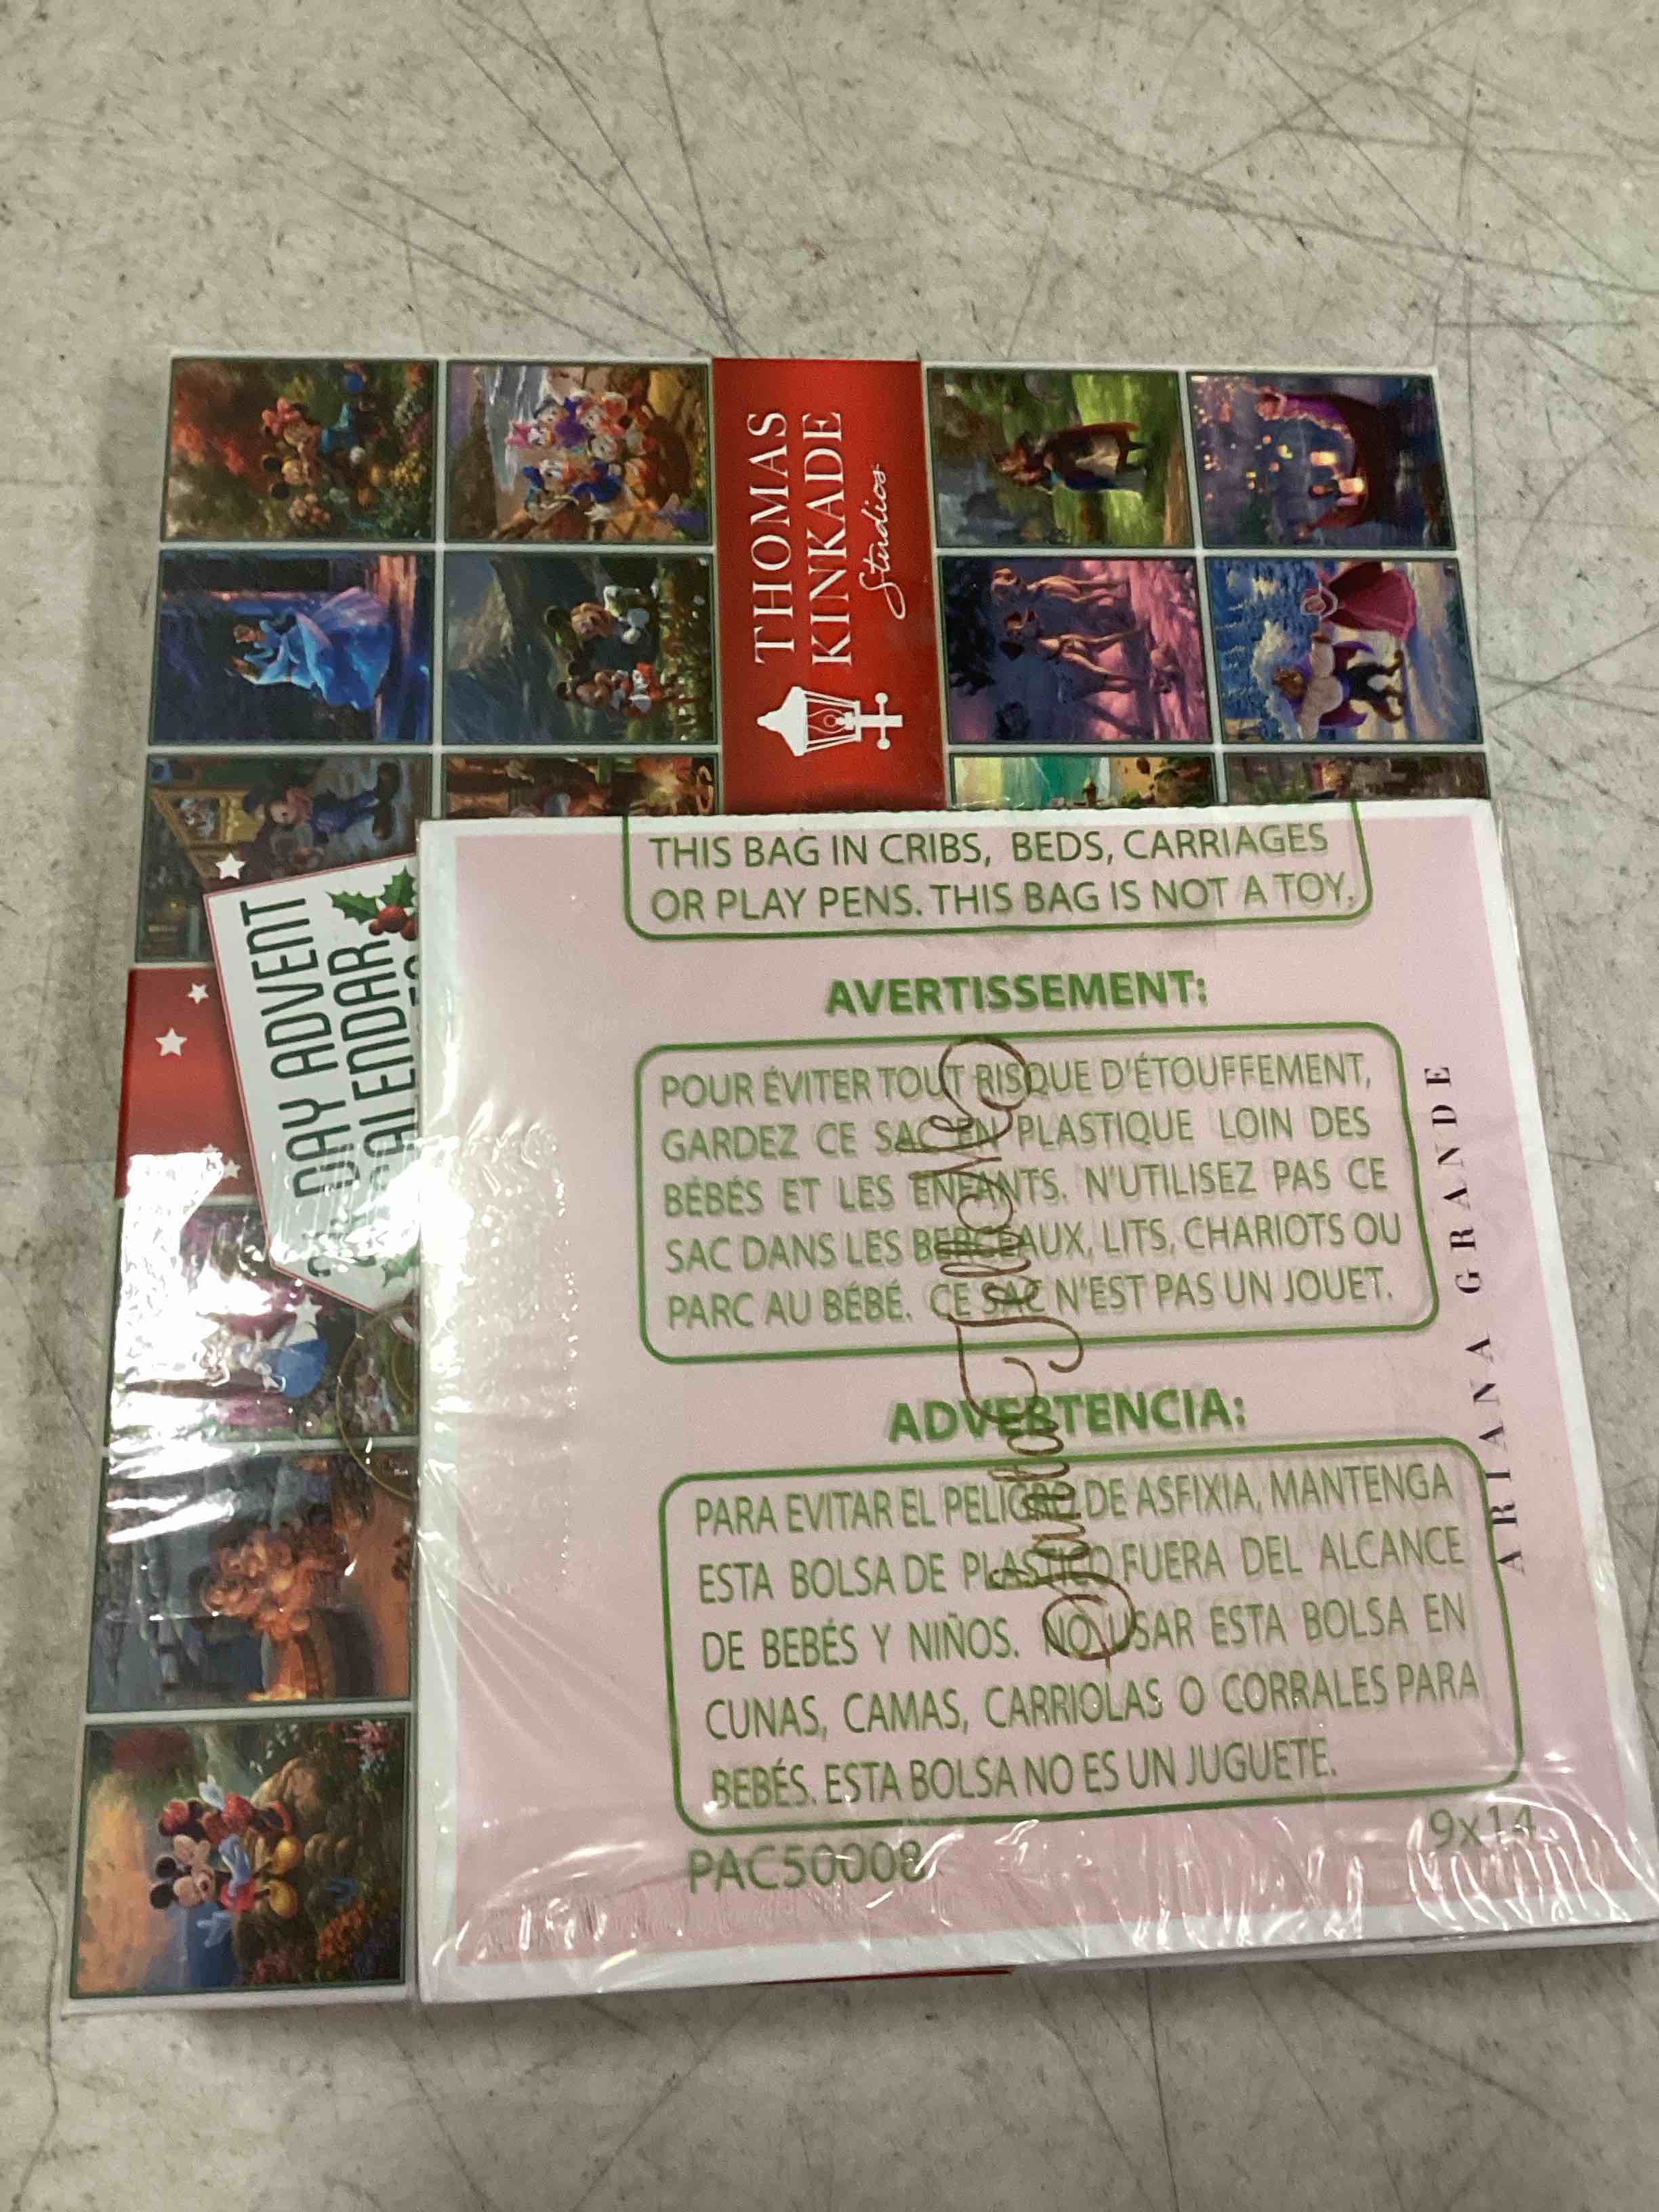 THOMAS
KINKADE
Studios
DAY ADVENT
CALENDAR
THIS BAG IN CRIBS, BEDS, CARRIAGES
OR PLAY PENS. THIS BAG IS NOT A TOY.
AVERTISSEMENT:
POUR ÉVITER TOUT RISQUE D'ÉTOUFFEMENT,
GARDEZ CE SAC EN PLASTIQUE LOIN DES
BÉBÉS ET LES ENFANTS. N'UTILISEZ PAS CE
SAC DANS LES BERCEAUX, LITS, CHARIOTS OU
PARC AU BÉBÉ. CE SAC N'EST PAS UN JOUET.
ADVERTENCIA:
PARA EVITAR EL PELIGRO DE ASFIXIA, MANTENGA
ESTA BOLSA DE PLASTICO FUERA DEL ALCANCE
DE BEBÉS Y NIÑOS. NO USAR ESTA BOLSA EN
CUNAS, CAMAS, CARRIOLAS O CORRALES PARA
BEBÉS. ESTA BOLSA NO ES UN JUGUETE.
PAC50008
9x14
ARIANA GRANDE